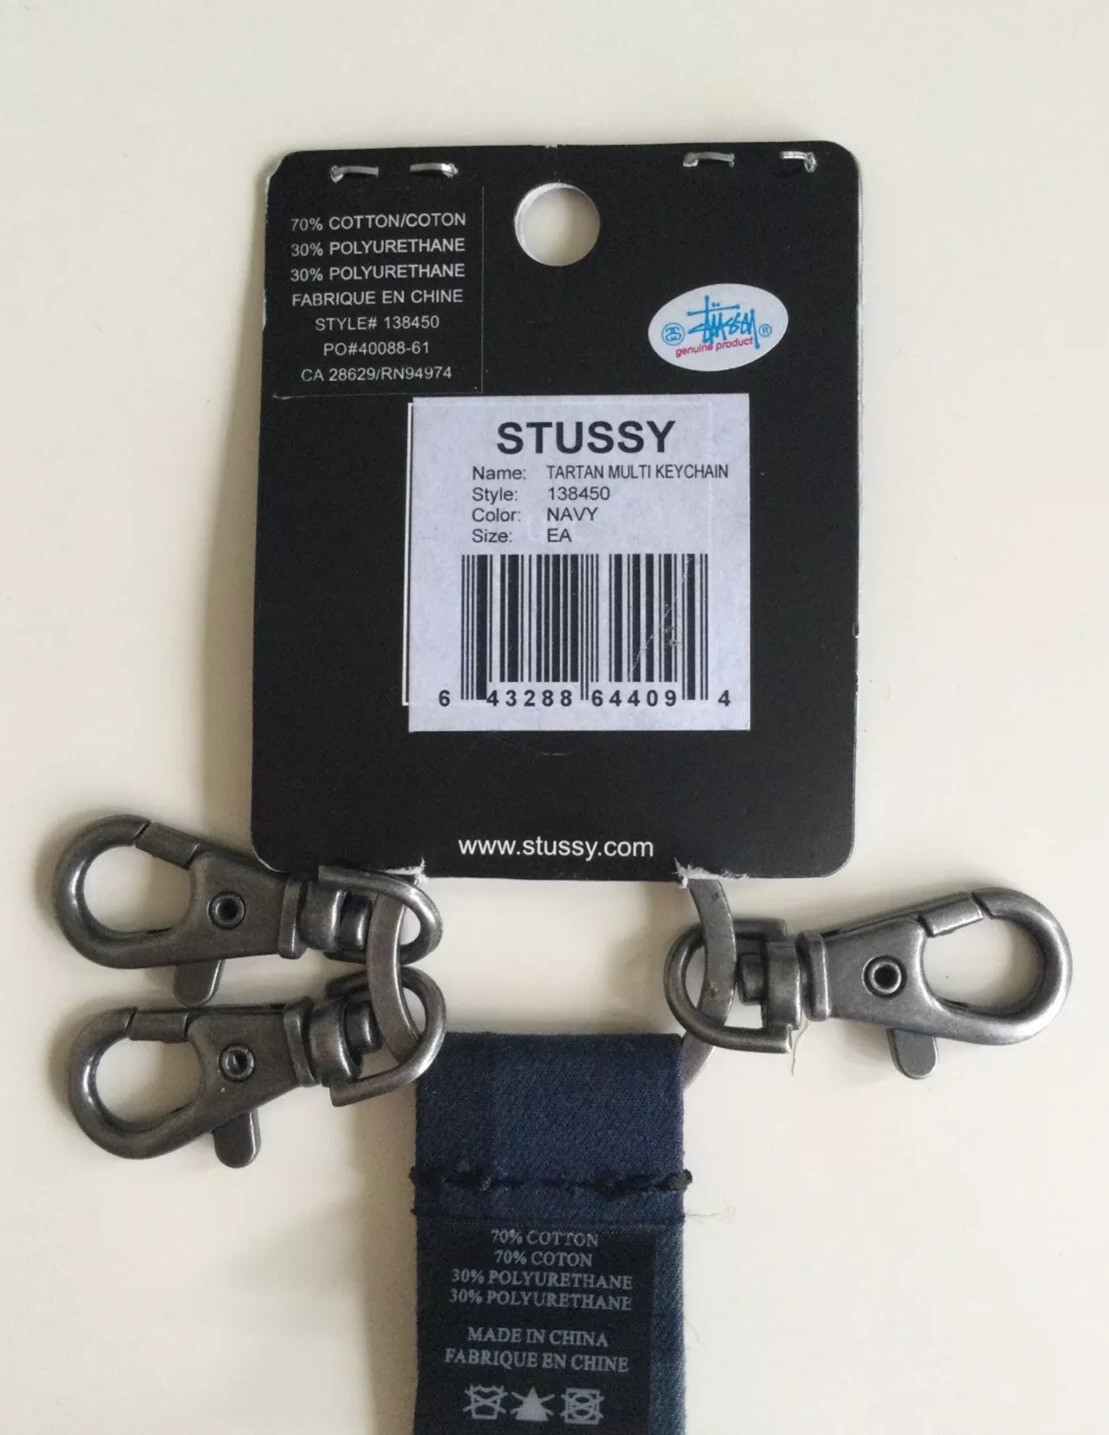 70% COTTON/COTON
30% POLYURETHANE
30% POLYURETHANE
FABRIQUE EN CHINE
STYLE# 138450
PO#40088-61
CA 28629/RN94974
Stüssy ®
genuine product
STUSSY
Name: TARTAN MULTI KEYCHAIN
Style: 138450
Color: NAVY
Size: EA
6 43288 64409 4
www.stussy.com
70% COTTON
70% COTON
30% POLYURETHANE
30% POLYURETHANE
MADE IN CHINA
FABRIQUE EN CHINE